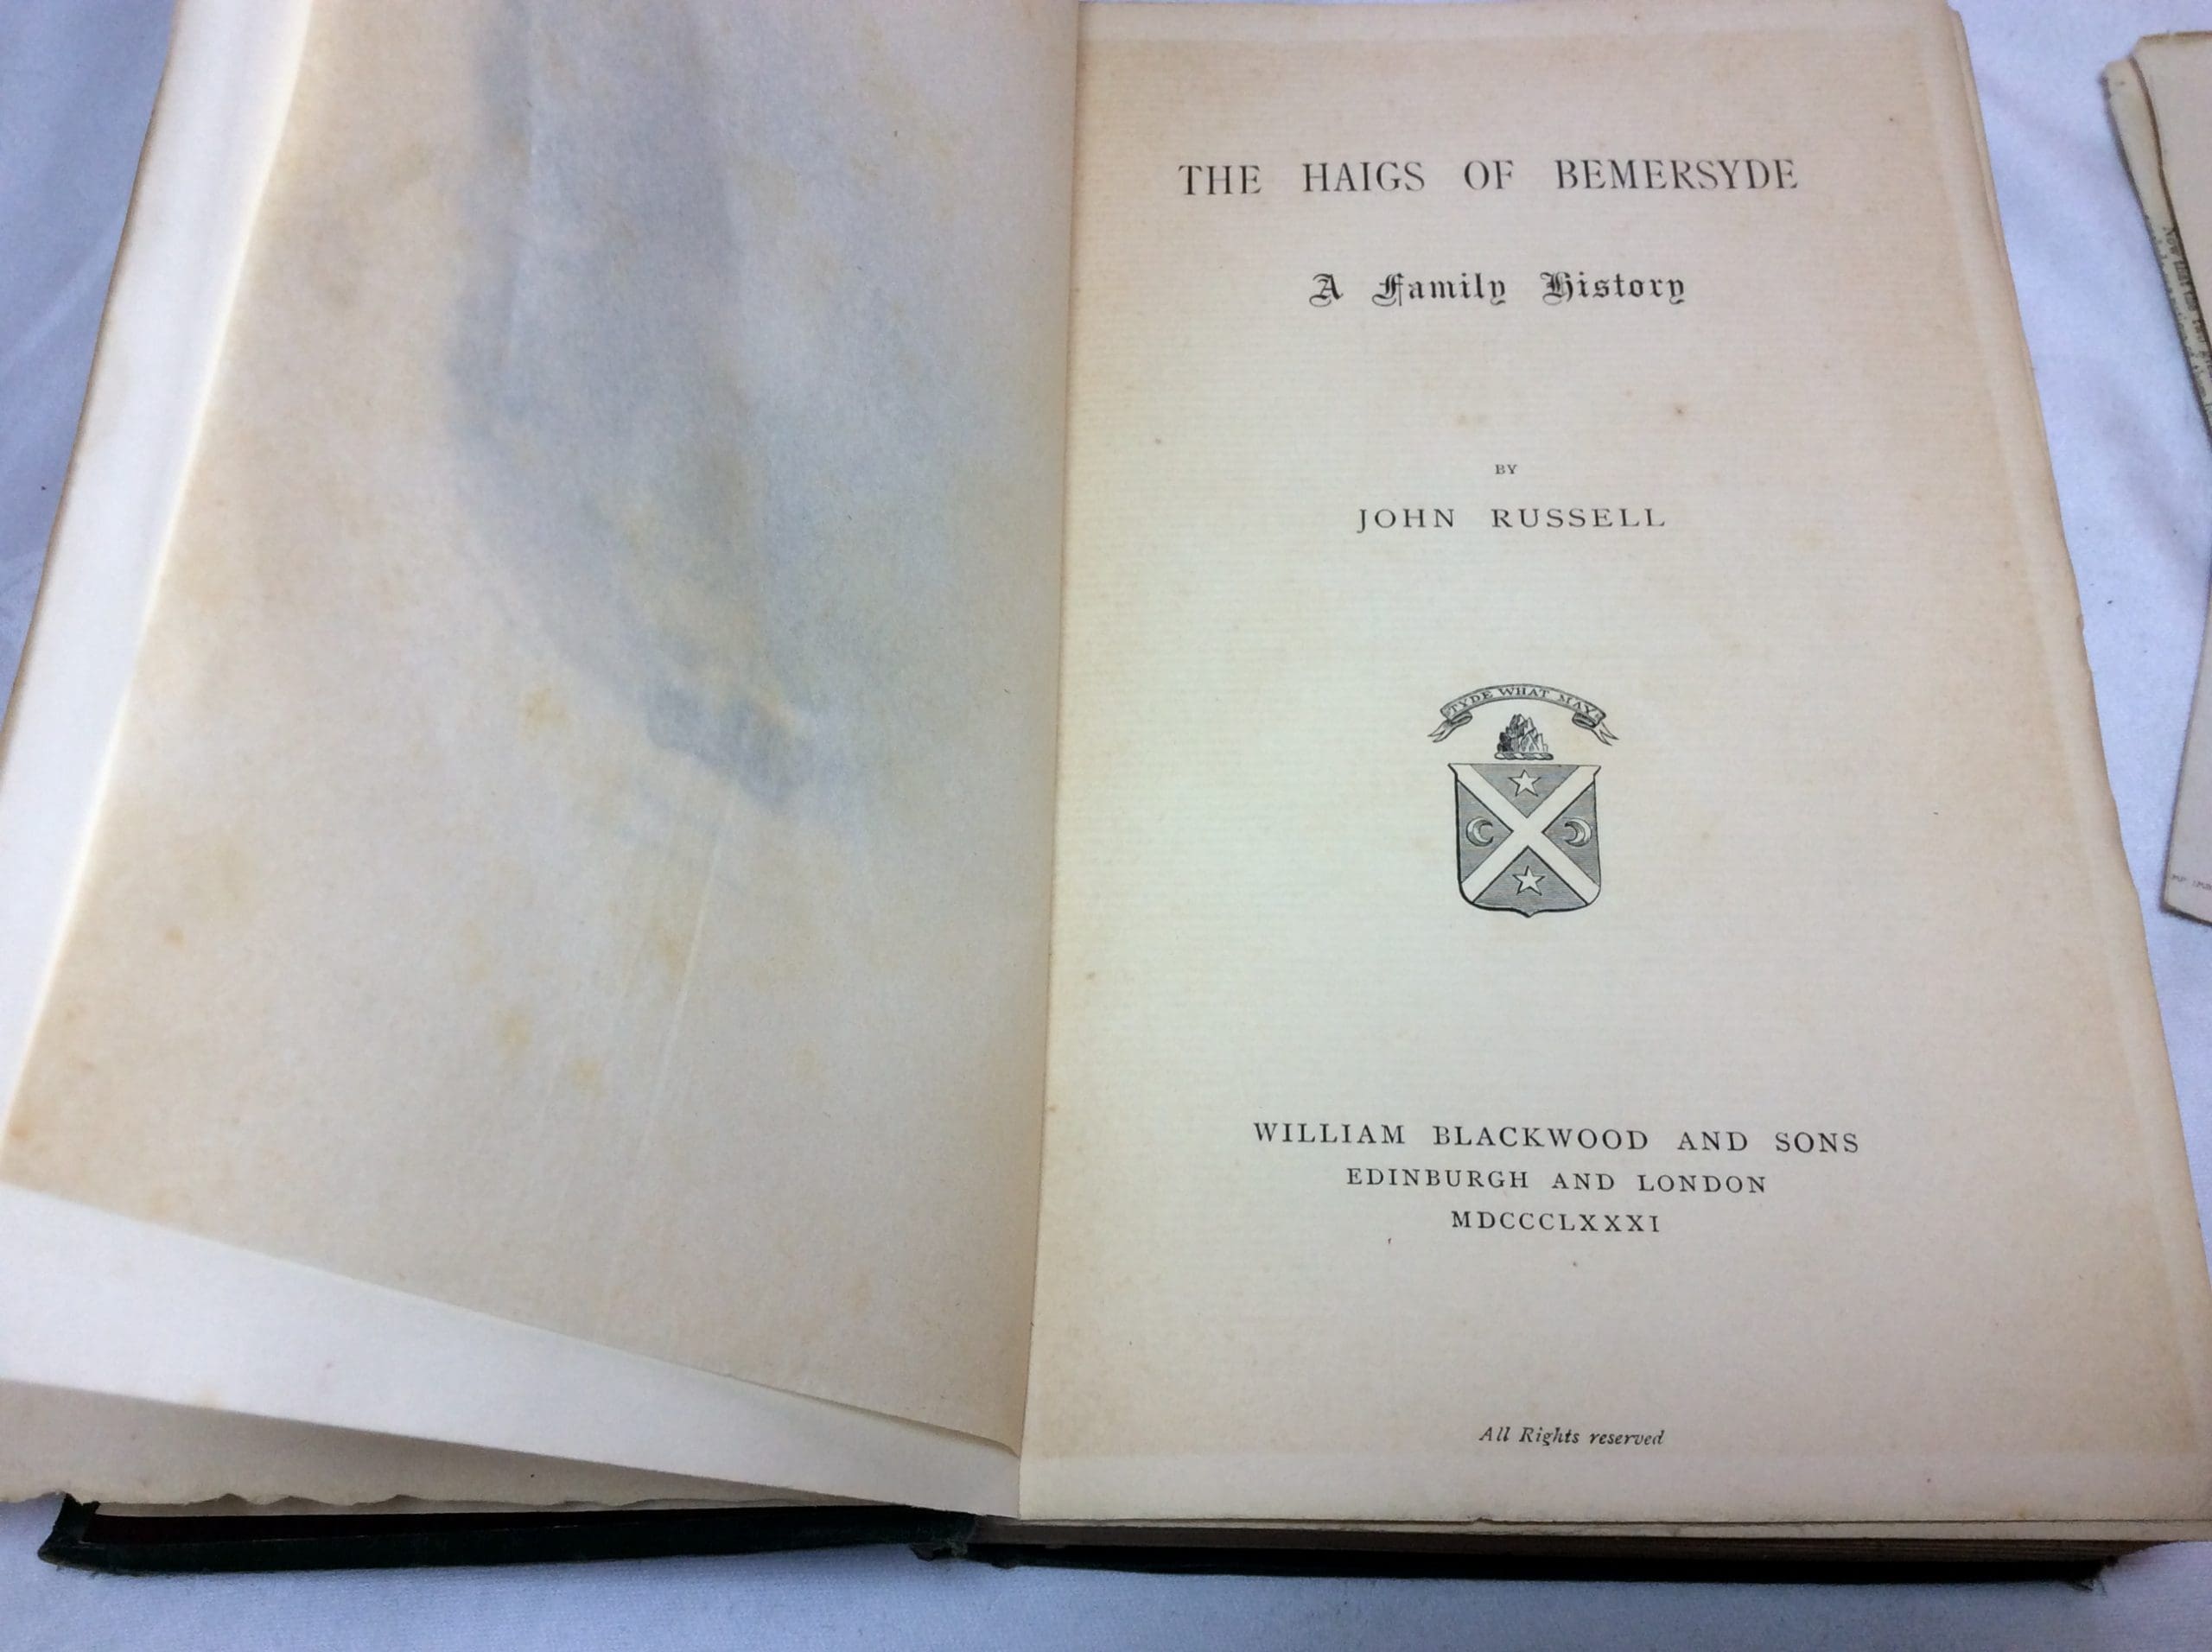 THE HAIGS OF BEMERSYDE
A Family History
BY
JOHN RUSSELL
TYDE WHAT MAY
WILLIAM BLACKWOOD AND SONS
EDINBURGH AND LONDON
MDCCCLXXXI
All Rights reserved